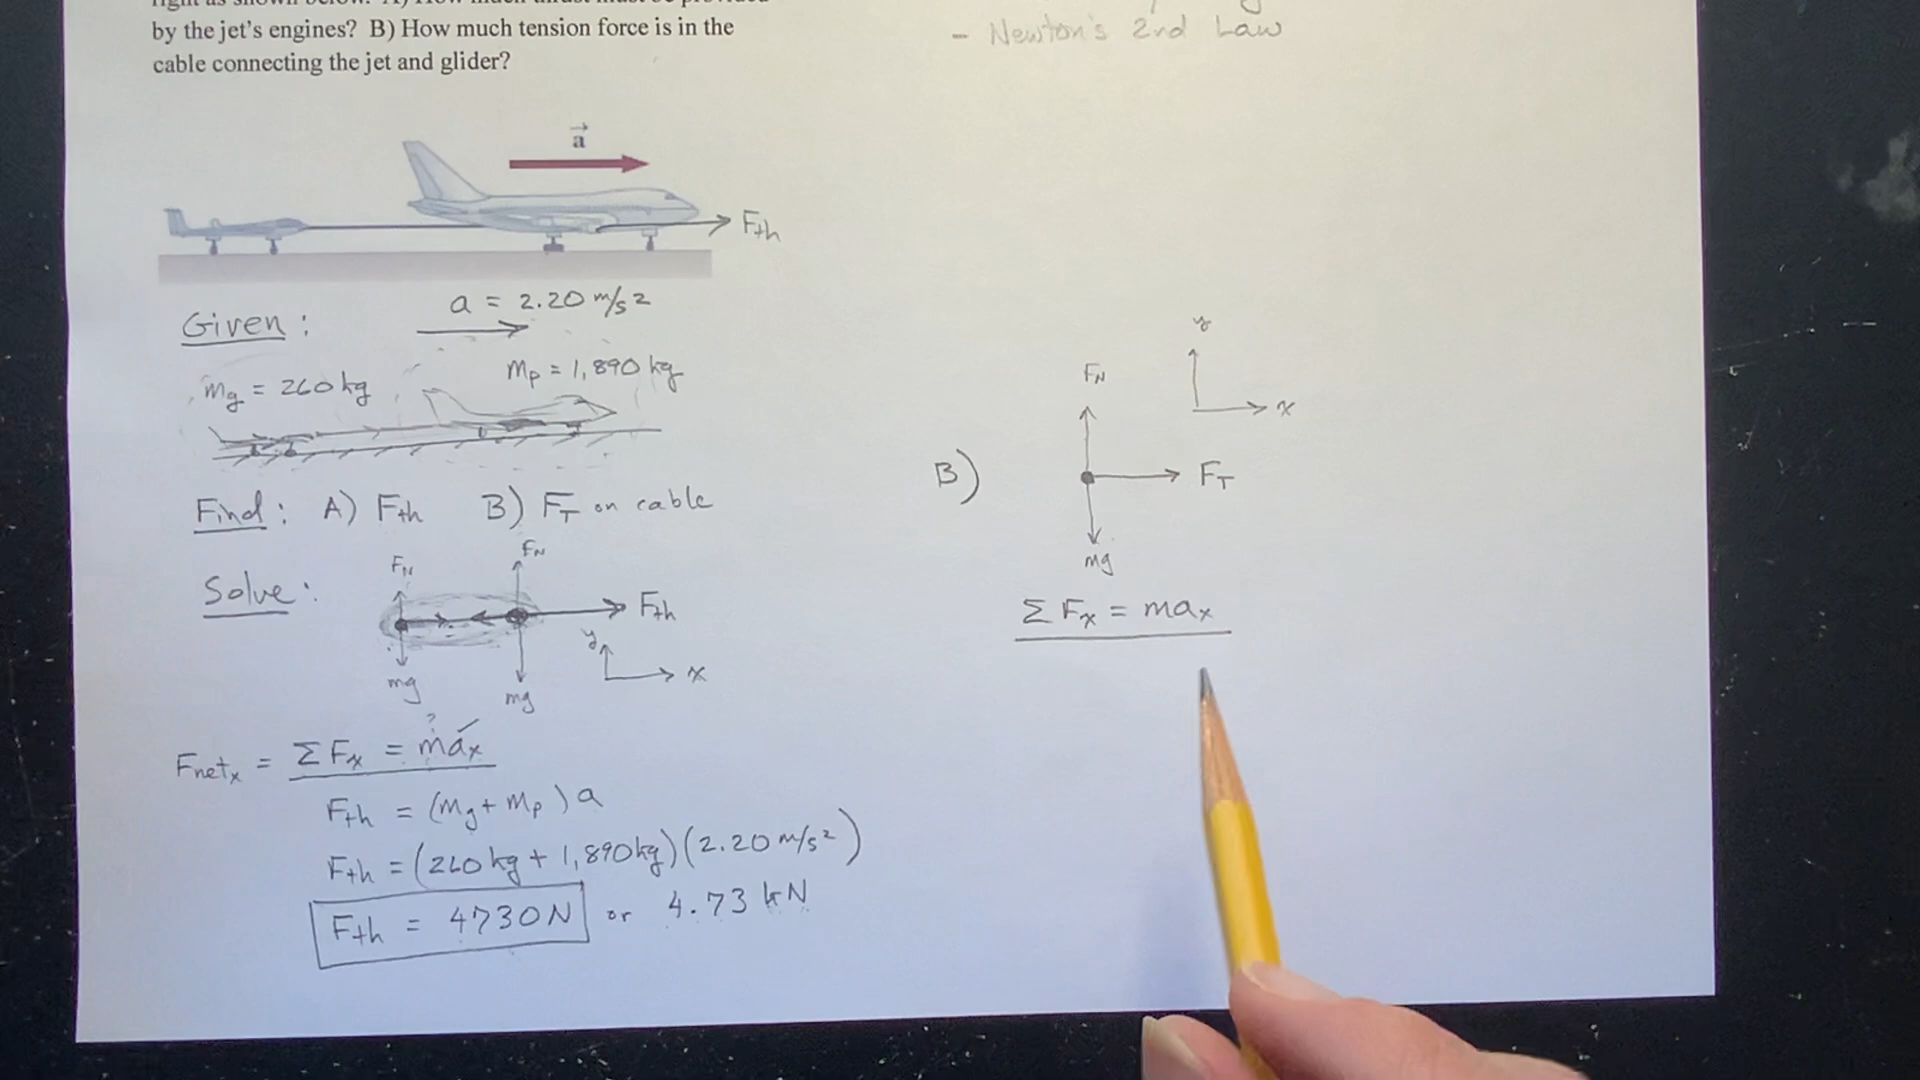 by the jet's engines? B) How much tension force is in the
cable connecting the jet and glider?
- Newton's 2nd Law
a
Fth
Given:
a = 2.20 m/s2
mg = 260 kg
mp = 1,890 kg
Find: A) Fth B) FT on cable
Solve:
FN
FN
Fth
mg
mg
y
x
?
Fnetx = ΣFx = max
Fth = (mg + mp)a
Fth = (260 kg + 1,890 kg)(2.20 m/s²)
Fth = 4730 N or 4.73 kN
B)
FN
y
x
FT
mg
ΣFx = max